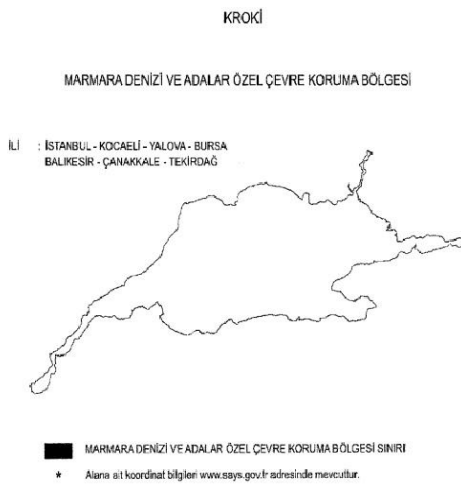 KROKİ
MARMARA DENİZİ VE ADALAR ÖZEL ÇEVRE KORUMA BÖLGESİ
İLİ : İSTANBUL - KOCAELİ - YALOVA - BURSA
BALIKESİR - ÇANAKKALE - TEKİRDAĞ
MARMARA DENİZİ VE ADALAR ÖZEL ÇEVRE KORUMA BÖLGESİ SINIRI
* Alana ait koordinat bilgileri www.says.gov.tr adresinde mevcuttur.